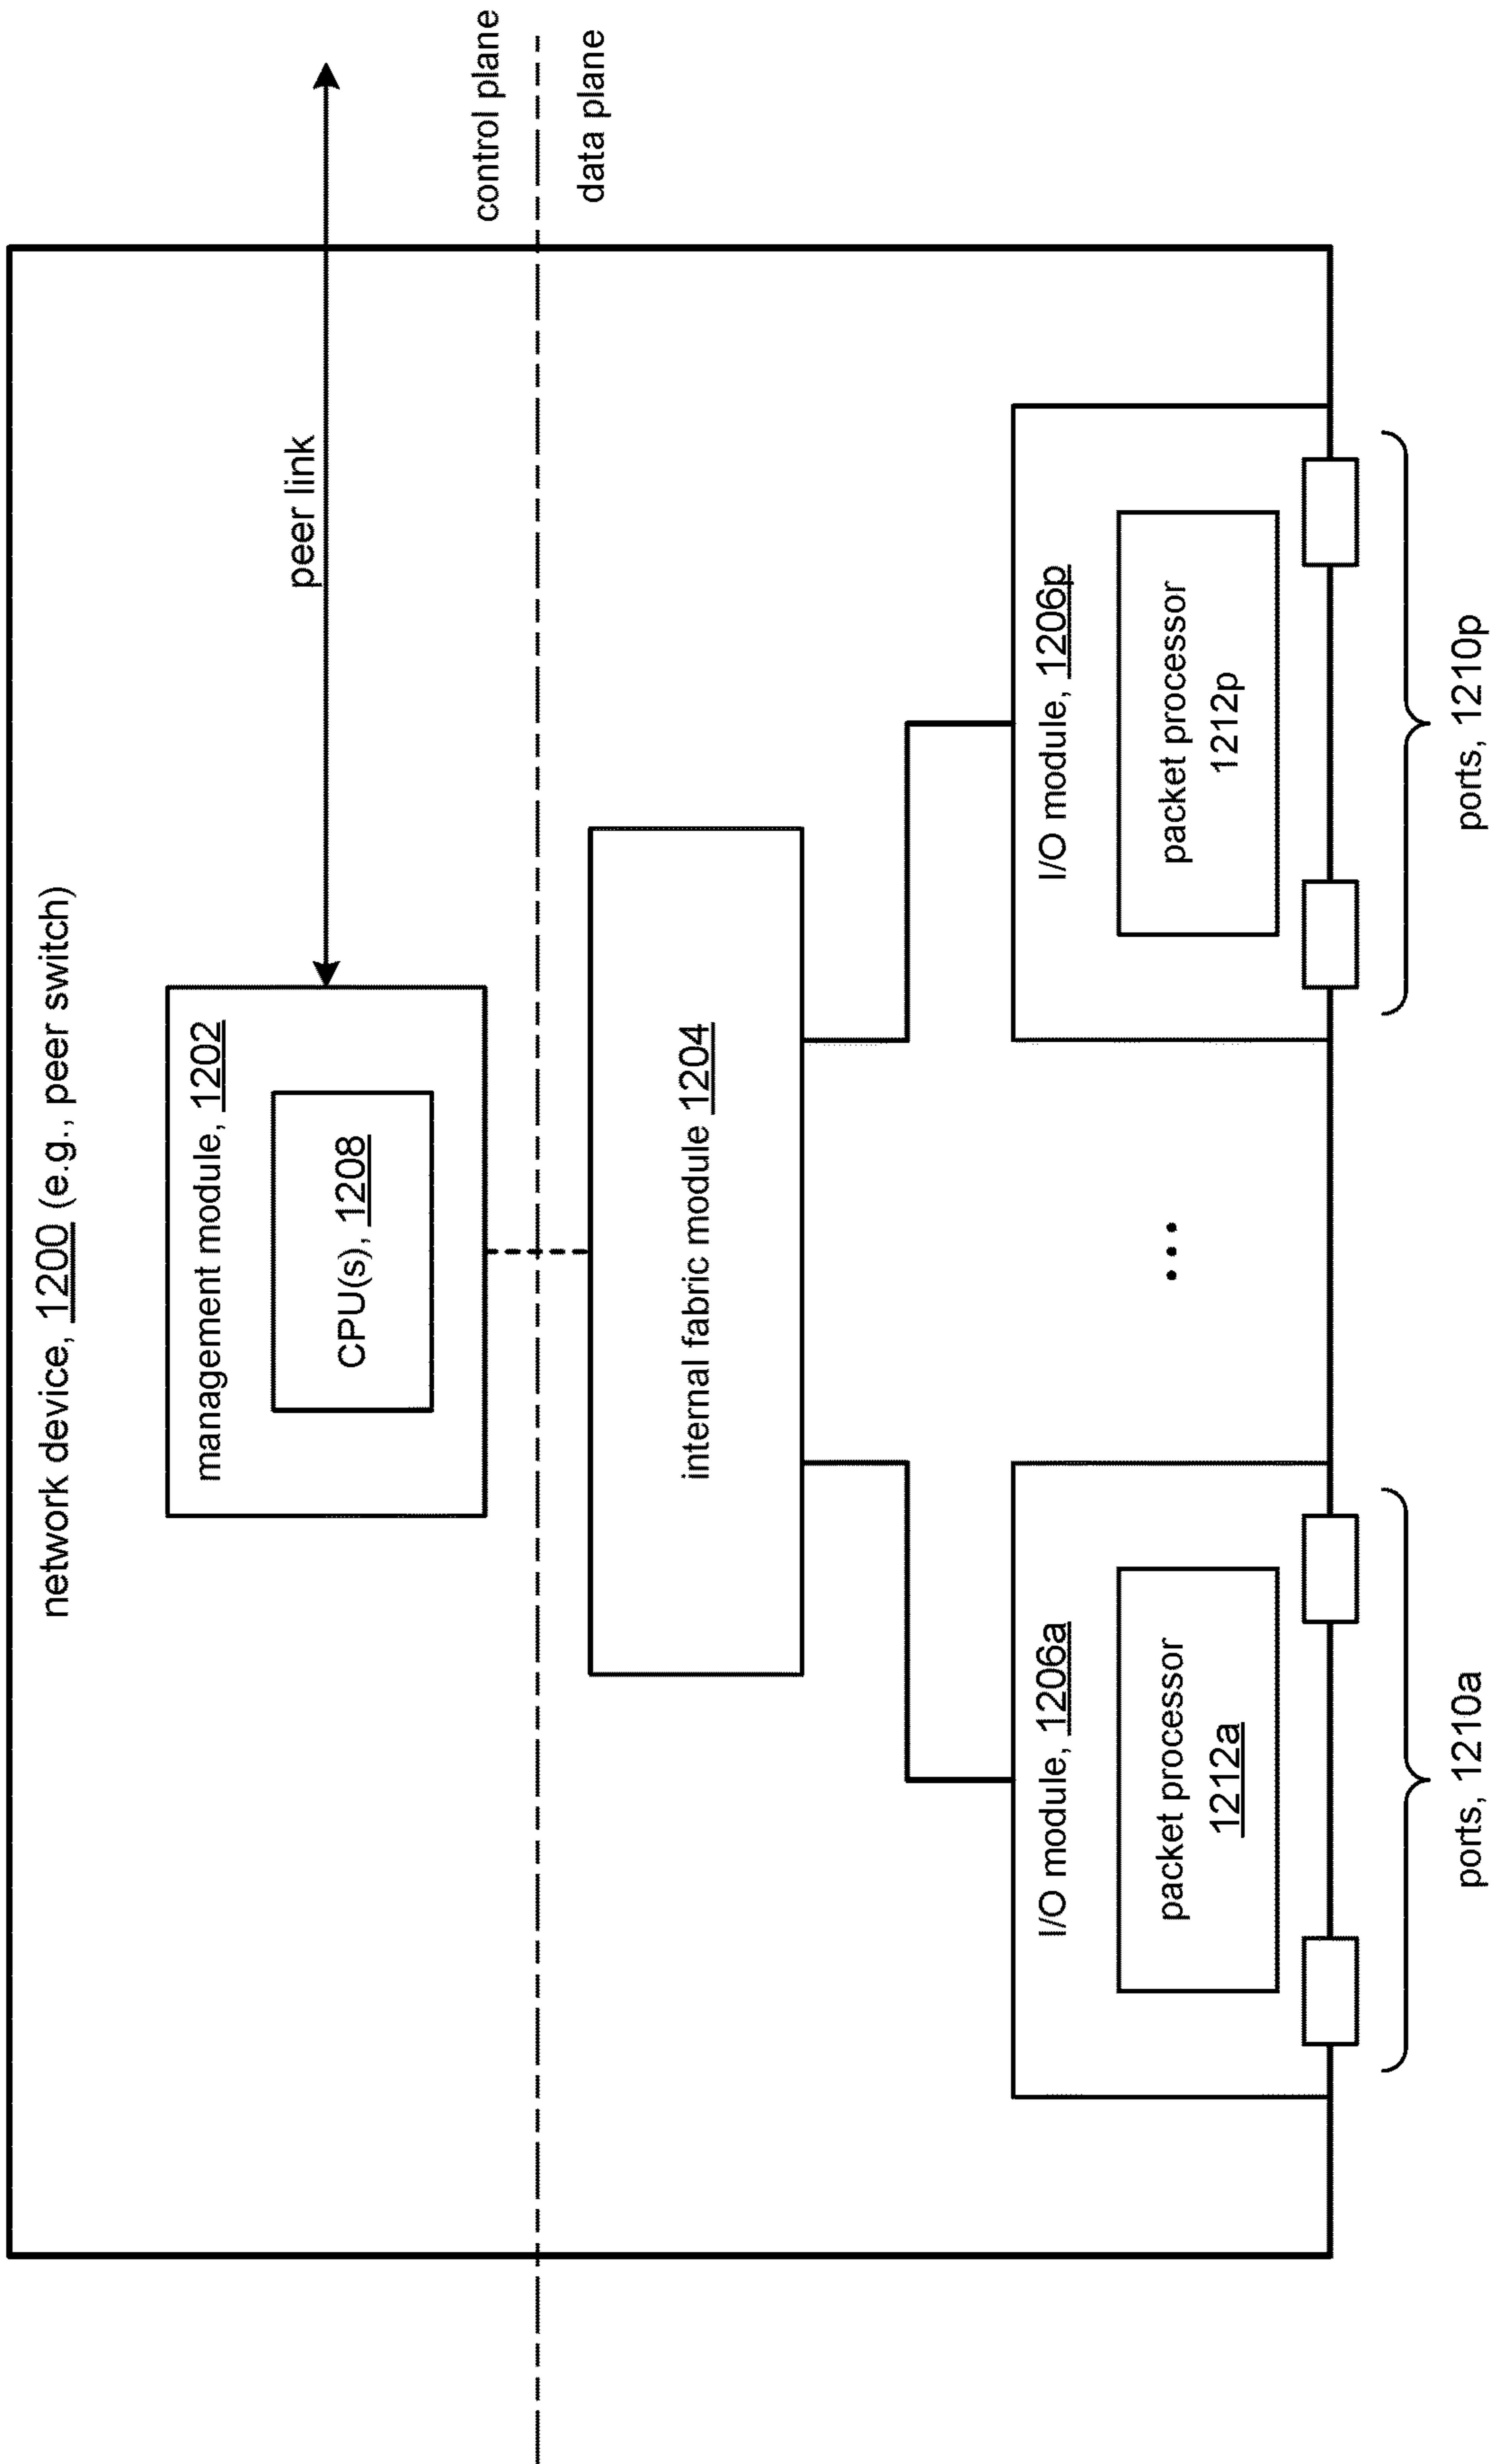 network device, 1200 (e.g., peer switch)
management module, 1202
CPU(s), 1208
peer link
control plane
data plane
internal fabric module 1204
I/O module, 1206a
packet processor
1212a
...
I/O module, 1206p
packet processor
1212p
ports, 1210a
ports, 1210p